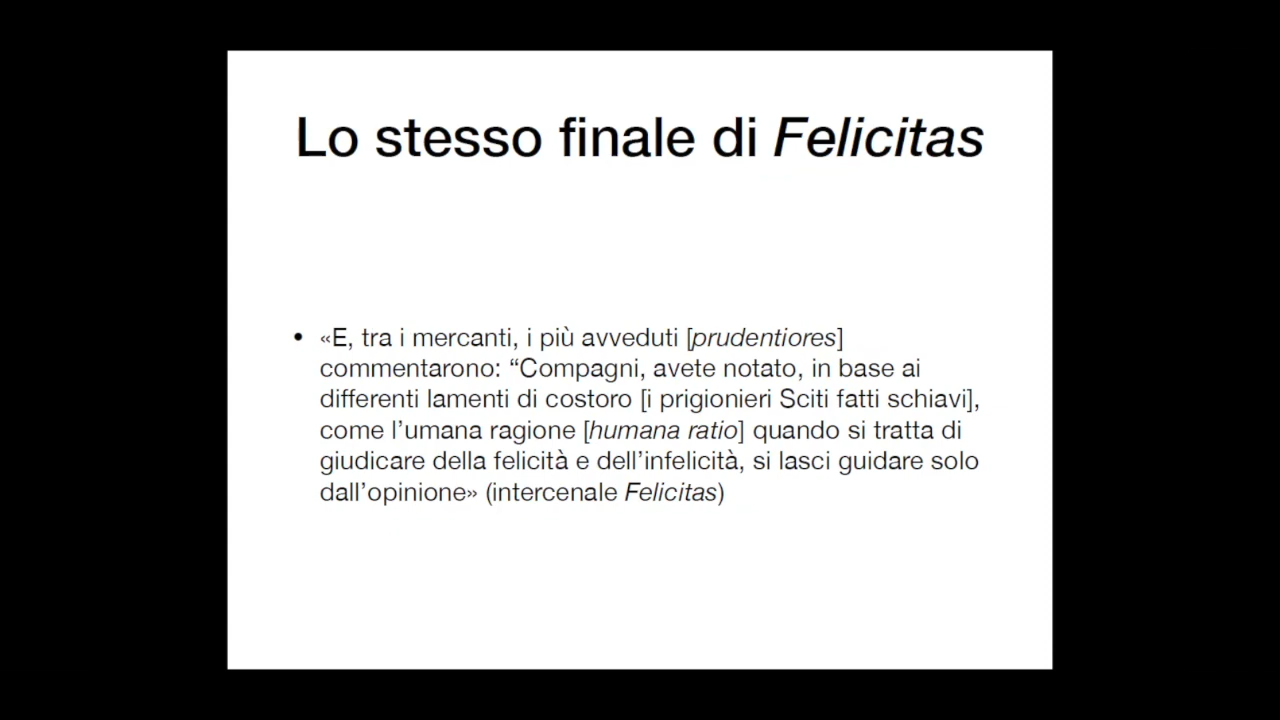 Lo stesso finale di Felicitas
• «E, tra i mercanti, i più avveduti [prudentiores]
commentarono: “Compagni, avete notato, in base ai
differenti lamenti di costoro [i prigionieri Sciti fatti schiavi],
come l’umana ragione [humana ratio] quando si tratta di
giudicare della felicità e dell’infelicità, si lasci guidare solo
dall’opinione» (intercenale Felicitas)